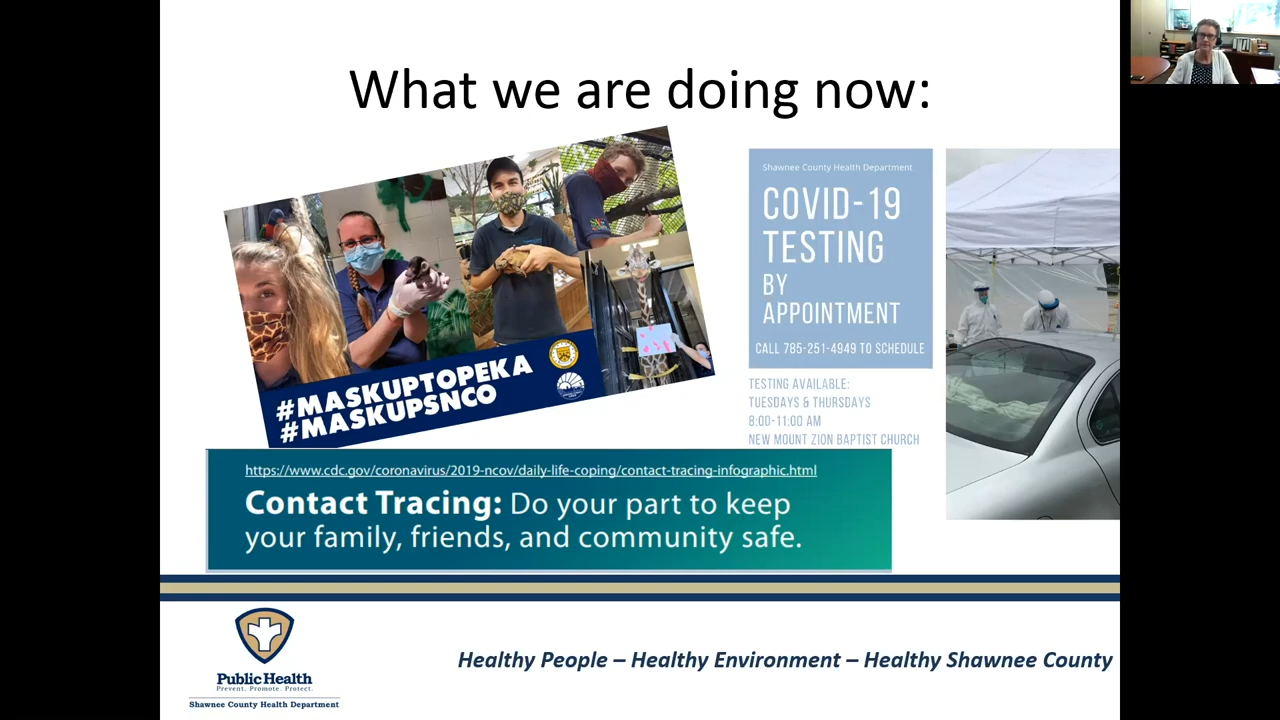 What we are doing now:
#MASKUPTOPEKA
#MASKUPSNCO
Shawnee County Health Department
COVID-19
TESTING
BY
APPOINTMENT
CALL 785-251-4949 TO SCHEDULE
TESTING AVAILABLE:
TUESDAYS & THURSDAYS
8:00-11:00 AM
NEW MOUNT ZION BAPTIST CHURCH
https://www.cdc.gov/coronavirus/2019-ncov/daily-life-coping/contact-tracing-infographic.html
Contact Tracing: Do your part to keep
your family, friends, and community safe.
Public Health
Prevent. Promote. Protect.
Shawnee County Health Department
Healthy People – Healthy Environment – Healthy Shawnee County